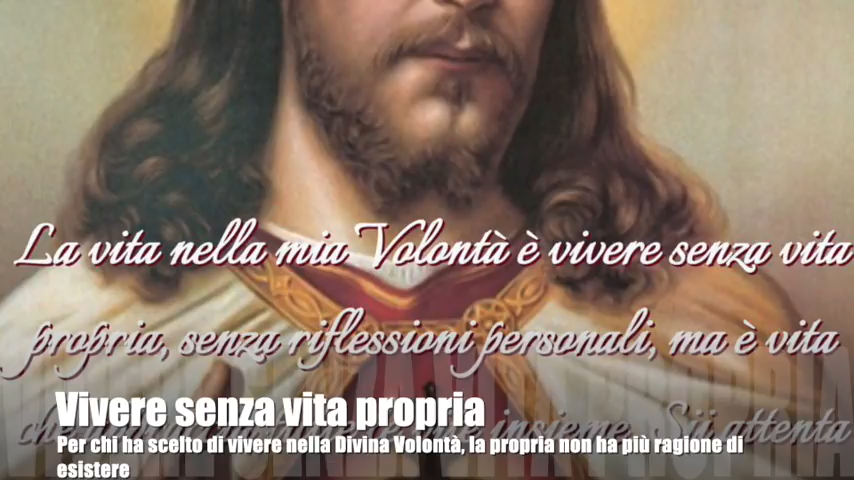 La vita nella mia Volontà è vivere senza vita
propria, senza riflessioni personali, ma è vita
insieme. Sii attenta
Vivere senza vita propria
Per chi ha scelto di vivere nella Divina Volontà, la propria non ha più ragione di
esistere